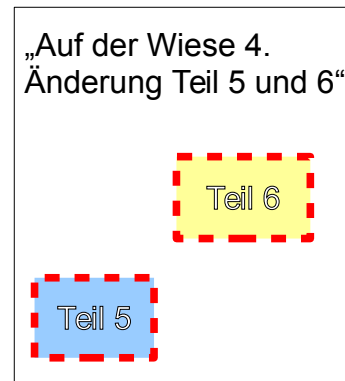 „Auf der Wiese 4.
Änderung Teil 5 und 6“
Teil 6
Teil 5